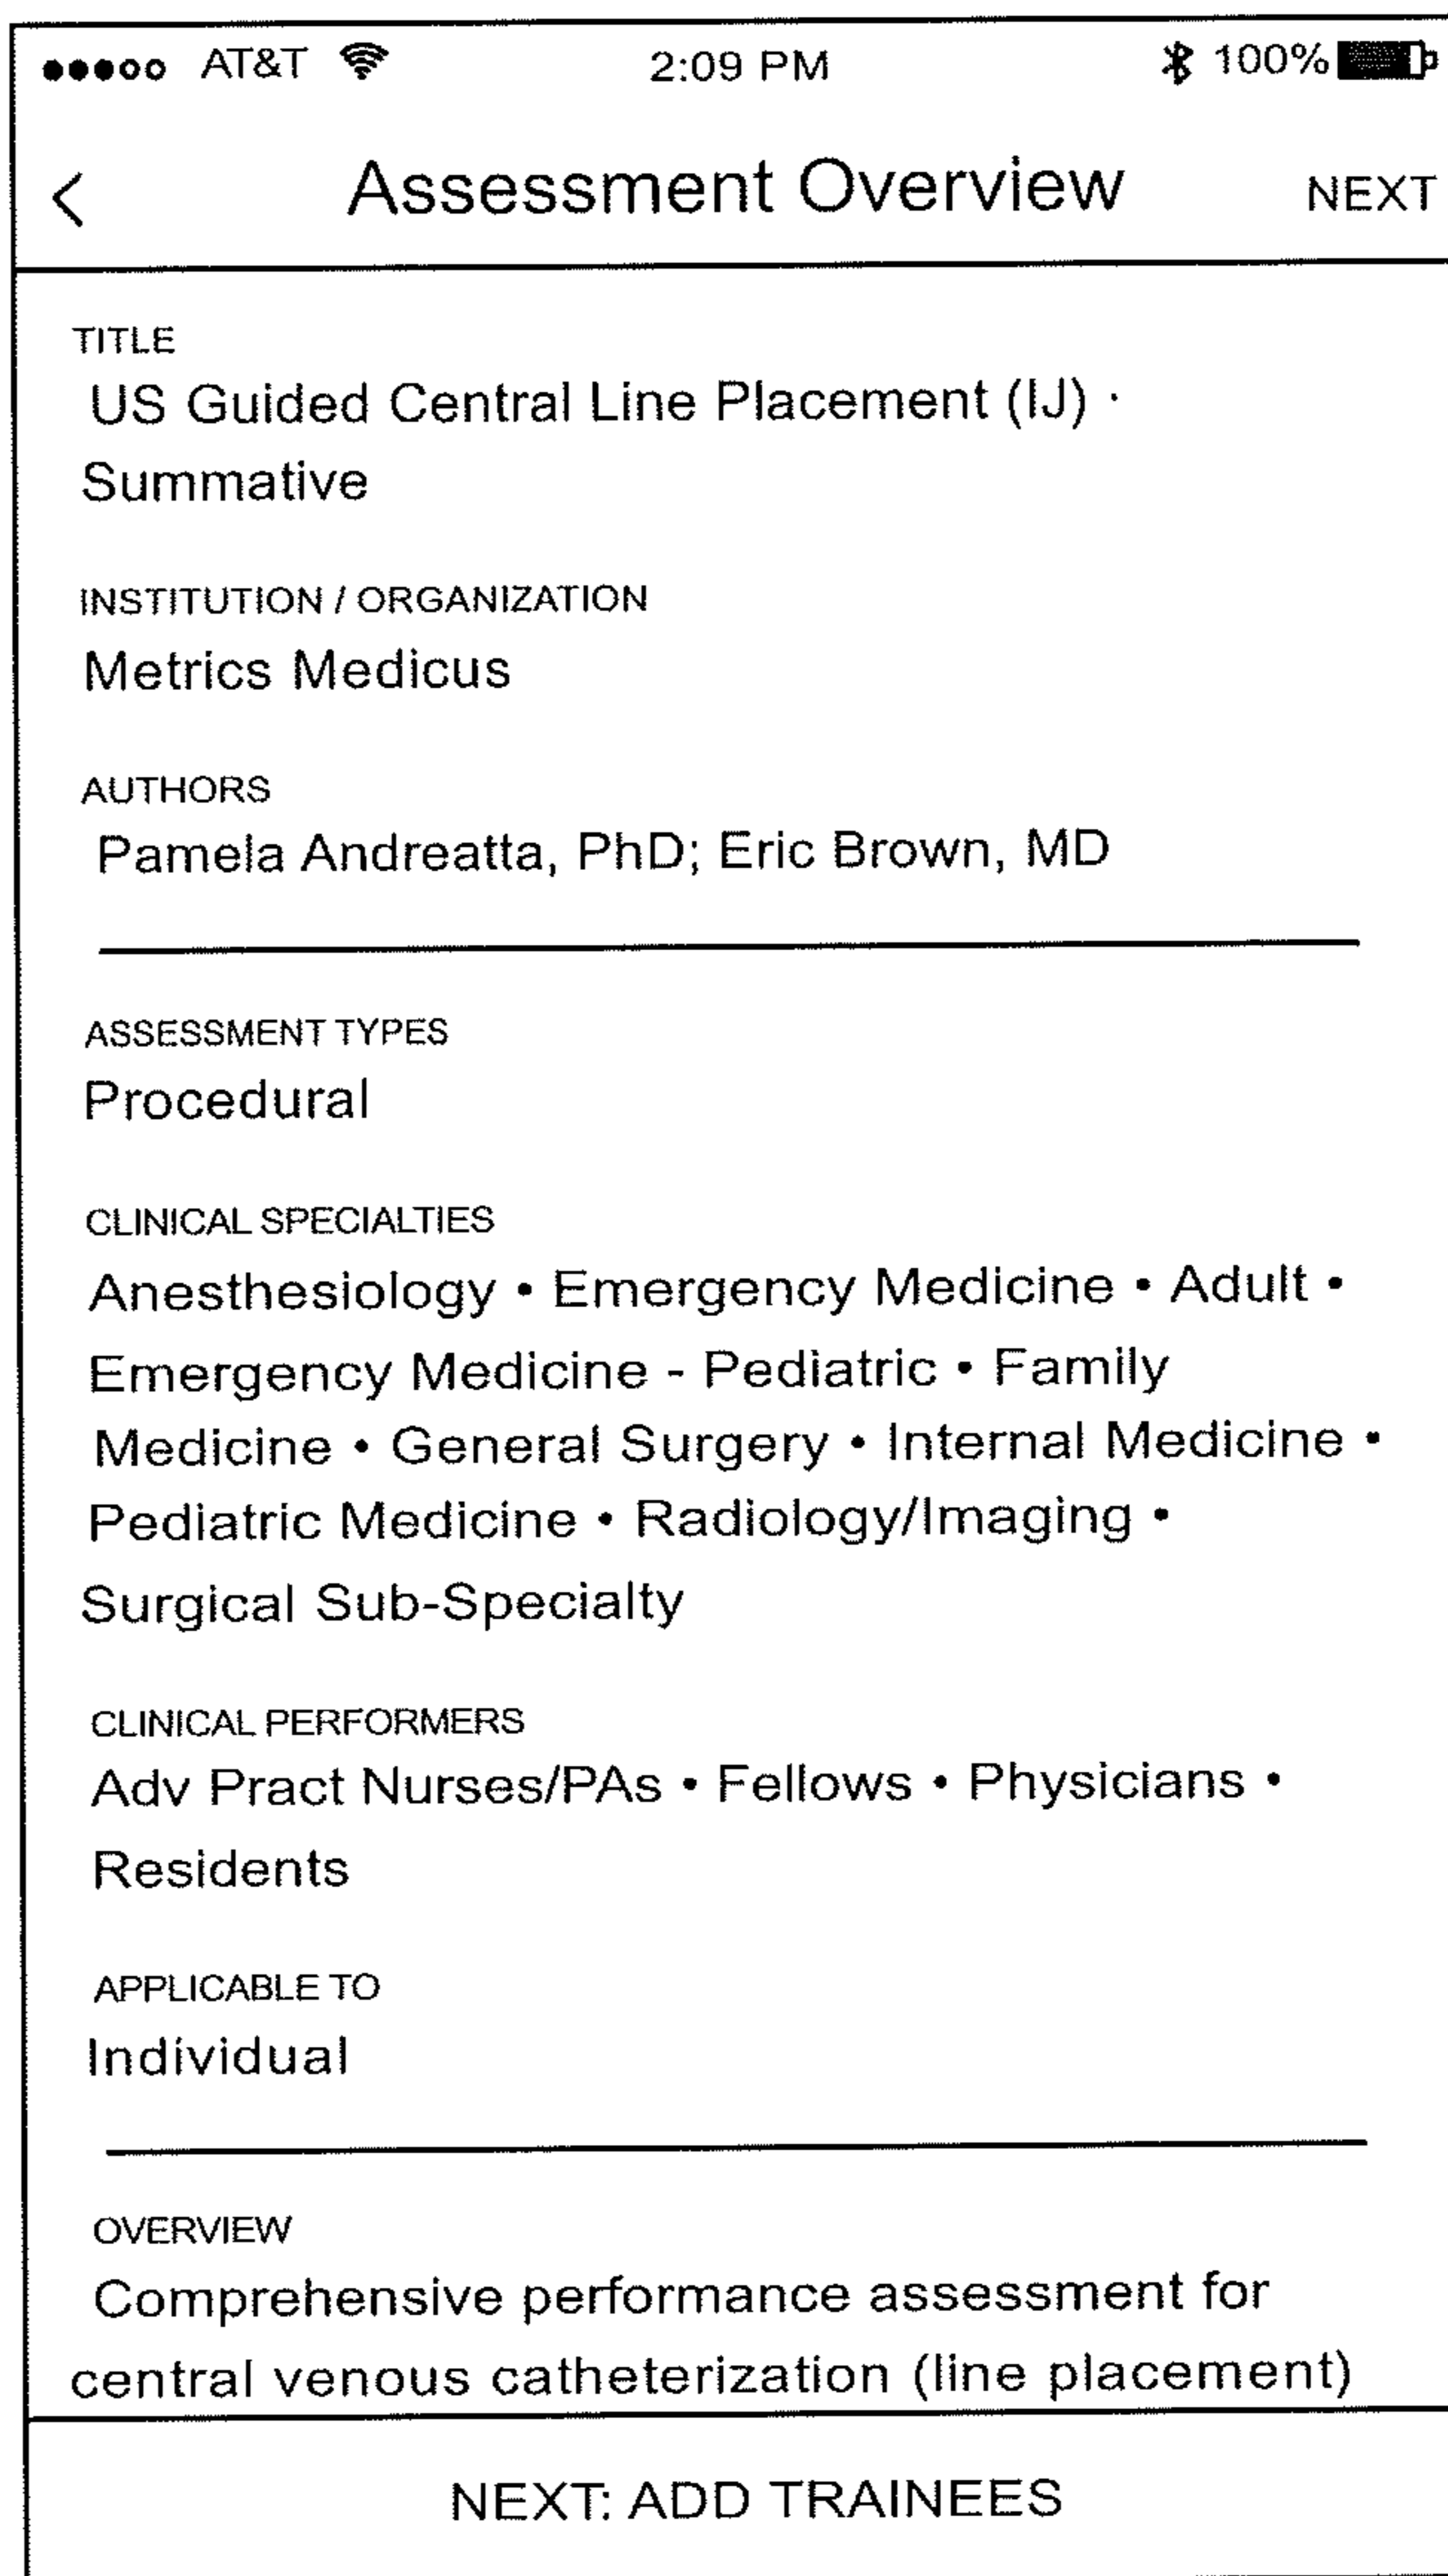 AT&T 2:09 PM 100%
< Assessment Overview NEXT
TITLE
US Guided Central Line Placement (IJ) ·
Summative
INSTITUTION / ORGANIZATION
Metrics Medicus
AUTHORS
Pamela Andreatta, PhD; Eric Brown, MD
ASSESSMENT TYPES
Procedural
CLINICAL SPECIALTIES
Anesthesiology • Emergency Medicine • Adult •
Emergency Medicine - Pediatric • Family
Medicine • General Surgery • Internal Medicine •
Pediatric Medicine • Radiology/Imaging •
Surgical Sub-Specialty
CLINICAL PERFORMERS
Adv Pract Nurses/PAs • Fellows • Physicians •
Residents
APPLICABLE TO
Individual
OVERVIEW
Comprehensive performance assessment for
central venous catheterization (line placement)
NEXT: ADD TRAINEES